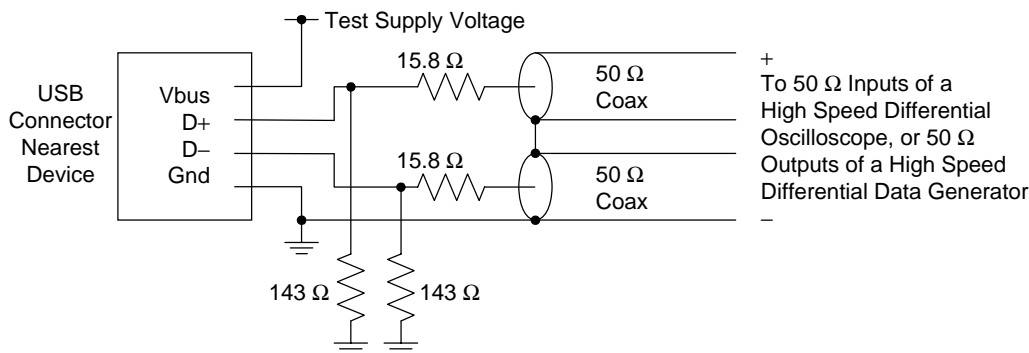 Test Supply Voltage
15.8 Ω
USB
Connector
Nearest
Device
Vbus
D+
D−
Gnd
50 Ω
Coax
15.8 Ω
50 Ω
Coax
+
To 50 Ω Inputs of a
High Speed Differential
Oscilloscope, or 50 Ω
Outputs of a High Speed
Differential Data Generator
−
143 Ω
143 Ω